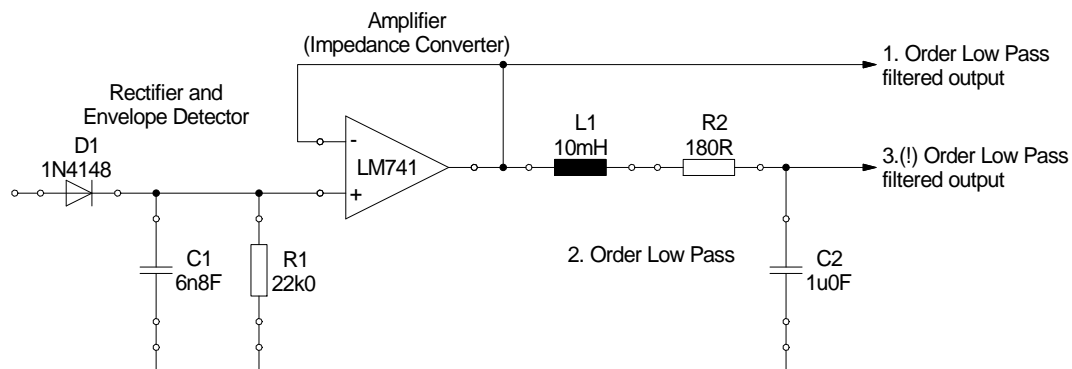 Amplifier
(Impedance Converter)
1. Order Low Pass
filtered output
Rectifier and
Envelope Detector
D1
1N4148
-
LM741
+
L1
10mH
R2
180R
3.(!) Order Low Pass
filtered output
C1
6n8F
R1
22k0
2. Order Low Pass
C2
1u0F